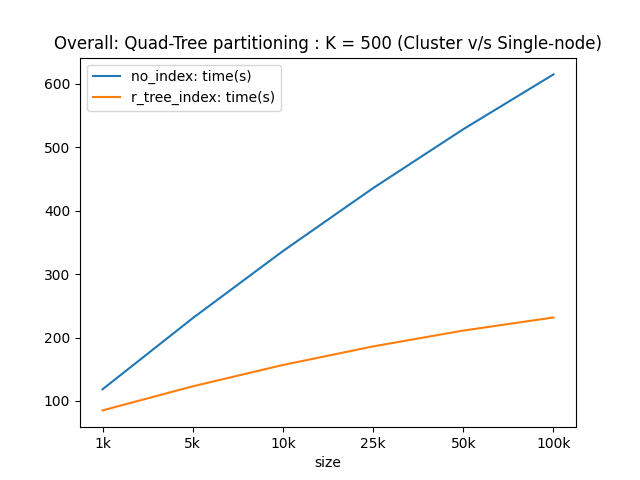 Overall: Quad-Tree partitioning : K = 500 (Cluster v/s Single-node)
no_index: time(s)
r_tree_index: time(s)
600
500
400
300
200
100
1k 5k 10k 25k 50k 100k
size